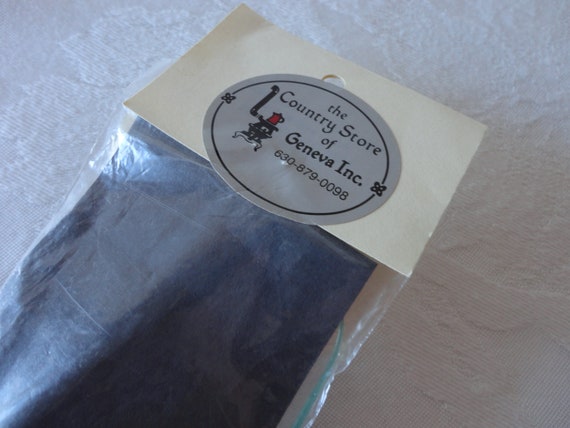 the
Country Store
of
Geneva Inc.
630-879-0098